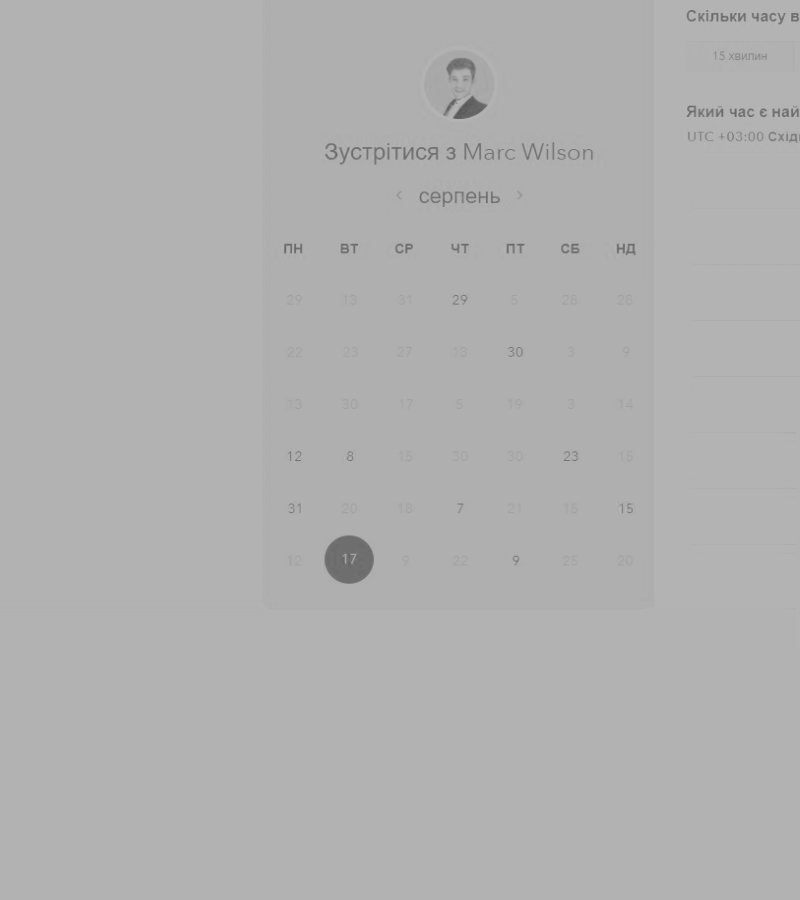 Скільки часу в
15 хвилин
Який час є най
UTC +03:00 Східн
Зустрітися з Marc Wilson
серпень
ПН ВТ СР ЧТ ПТ СБ НД
29 13 31 29 5 28 28
22 23 27 13 30 3 9
13 30 17 5 19 3 14
12 8 15 30 30 23 15
31 20 18 7 21 15 15
12 17 9 22 9 25 20